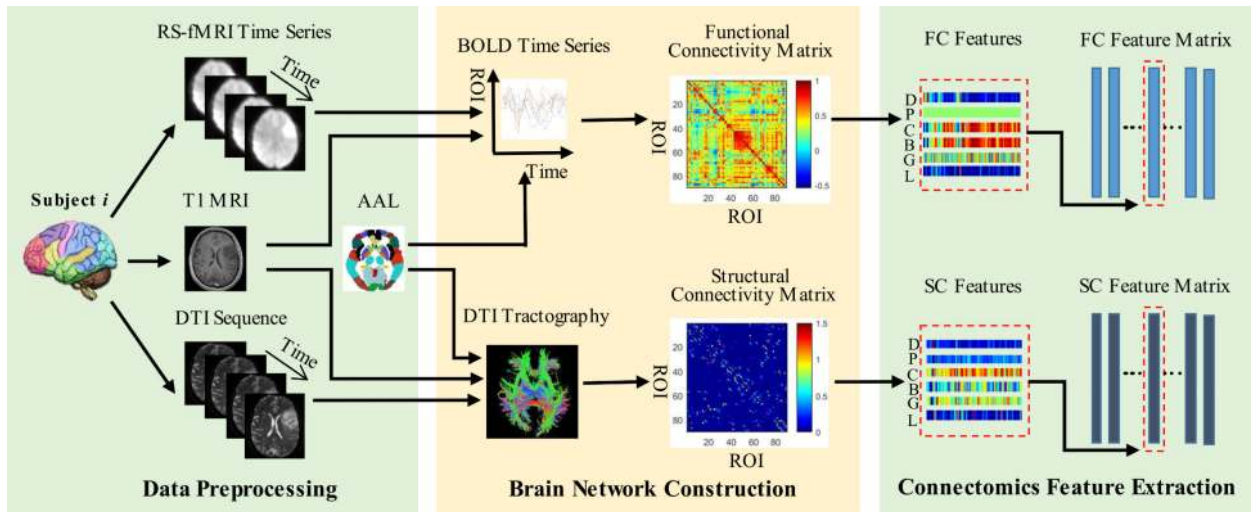 RS-fMRI Time Series
Time
Subject i
T1 MRI
AAL
DTI Sequence
Time
Data Preprocessing
BOLD Time Series
ROI
Time
Functional
Connectivity Matrix
ROI
20
40
60
80
20 40 60 80
ROI
1
0.5
0
-0.5
DTI Tractography
Structural
Connectivity Matrix
ROI
20
40
60
80
20 40 60 80
ROI
1.5
1
0.5
0
Brain Network Construction
FC Features
D
P
C
B
G
L
FC Feature Matrix
SC Features
D
P
C
B
G
L
SC Feature Matrix
Connectomics Feature Extraction